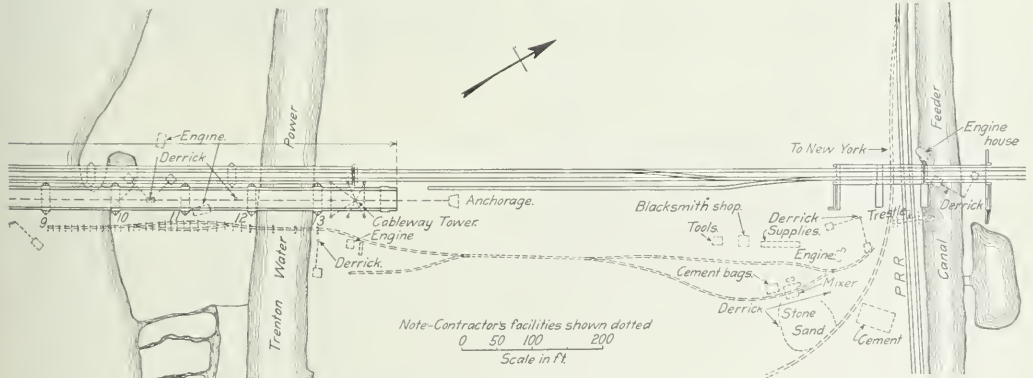 Engine.
Derrick
Power
Trenton Water
9
10
11
12
3
Cableway Tower.
Engine
Derrick.
Anchorage.
To New York
Feeder
Canal
Engine house
P.R.R.
Trestle
Derrick
Blacksmith shop.
Tools.
Derrick
Supplies.
Engine
Cement bags.
Mixer
Derrick
Stone
Sand
Cement
Note-Contractor's facilities shown dotted
0 50 100 200
Scale in ft.